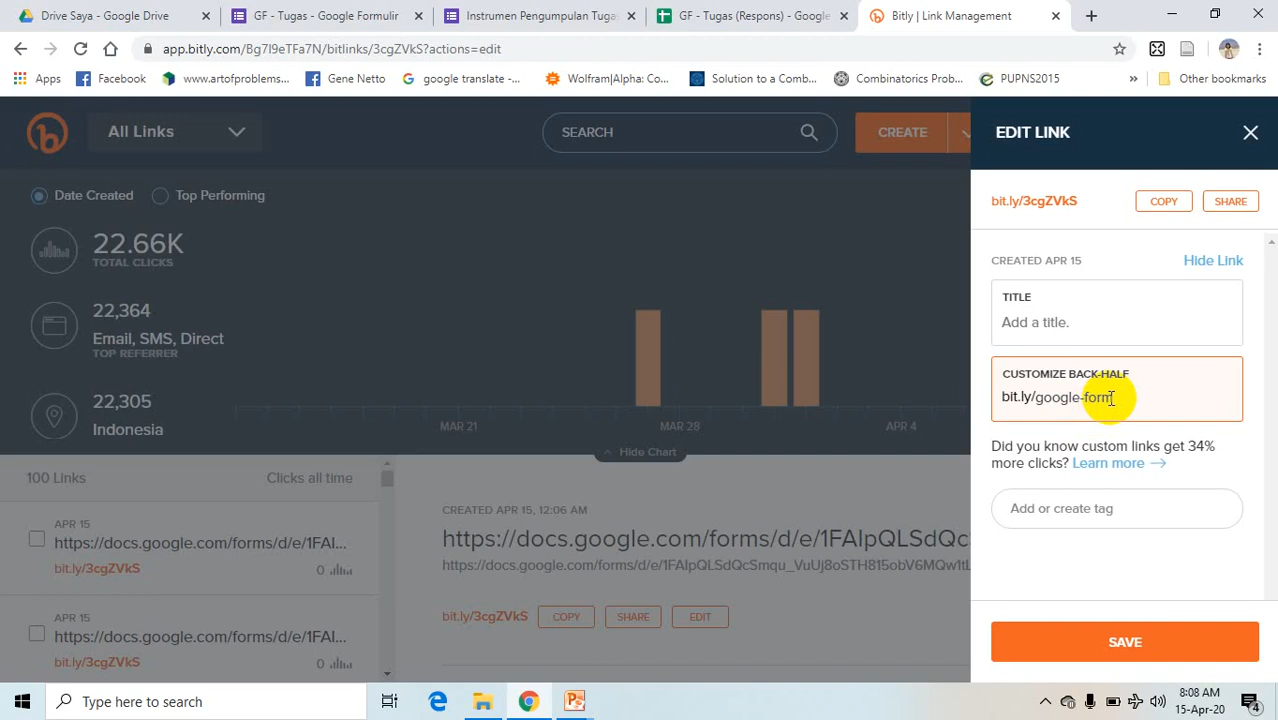 Drive Saya - Google Drive
GF - Tugas - Google Formulir
Instrumen Pengumpulan Tugas
GF - Tugas (Respons) - Google
Bitly | Link Management
app.bitly.com/Bg7I9eTFa7N/bitlinks/3cgZVkS?actions=edit
Apps
Facebook
www.artofproblems...
Gene Netto
google translate -...
Wolfram|Alpha: Co...
Solution to a Comb...
Combinatorics Prob...
PUPNS2015
»
Other bookmarks
All Links
SEARCH
CREATE
EDIT LINK
Date Created
Top Performing
bit.ly/3cgZVkS
COPY
SHARE
22.66K
TOTAL CLICKS
CREATED APR 15
Hide Link
TITLE
Add a title.
22,364
Email, SMS, Direct
TOP REFERRER
CUSTOMIZE BACK-HALF
bit.ly/google-form
22,305
Indonesia
MAR 21
MAR 28
APR 4
Did you know custom links get 34%
more clicks? Learn more
Hide Chart
100 Links
Clicks all time
Add or create tag
CREATED APR 15, 12:06 AM
APR 15
https://docs.google.com/forms/d/e/1FAI...
bit.ly/3cgZVkS
0
https://docs.google.com/forms/d/e/1FAIpQLSdQ
https://docs.google.com/forms/d/e/1FAIpQLSdQcSmqu_VuUj8oSTH815obV6MQw1tL
bit.ly/3cgZVkS
COPY
SHARE
EDIT
APR 15
https://docs.google.com/forms/d/e/1FAI...
bit.ly/3cgZVkS
0
SAVE
Type here to search
8:08 AM
15-Apr-20
4